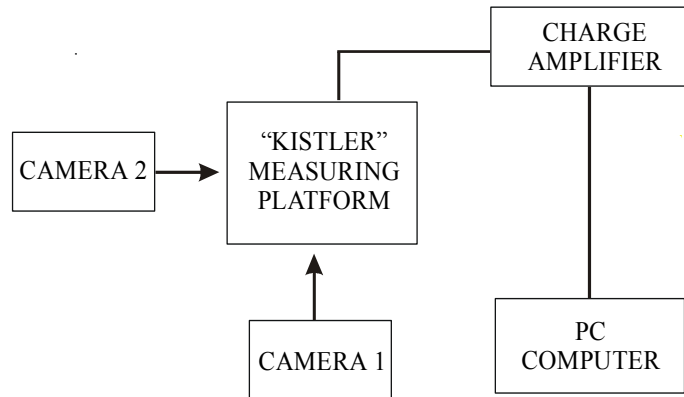 CHARGE
AMPLIFIER
“KISTLER”
MEASURING
PLATFORM
CAMERA 2
CAMERA 1
PC
COMPUTER